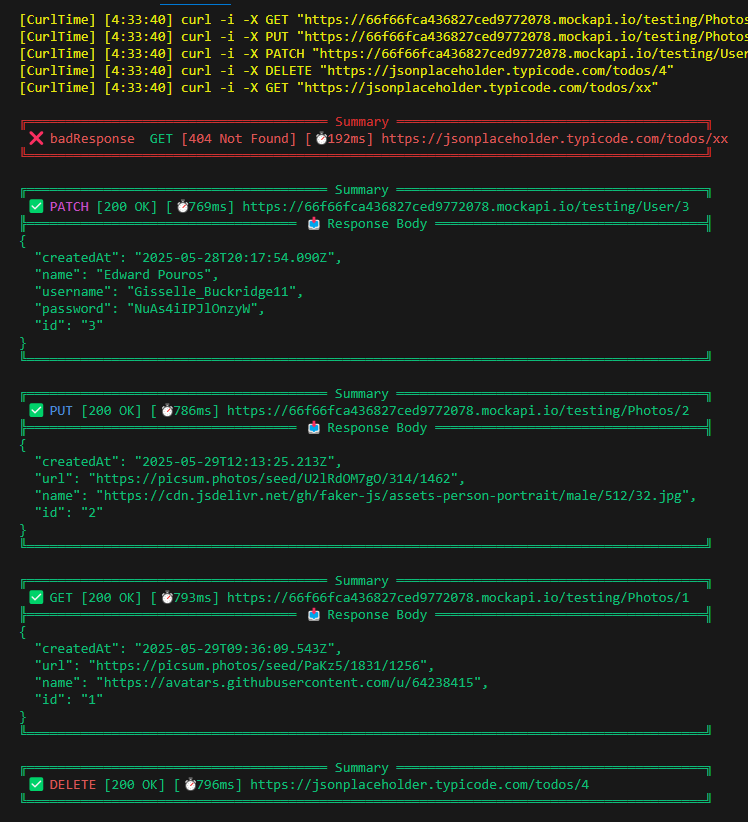 [CurlTime] [4:33:40] curl -i -X GET "https://66f66fca436827ced9772078.mockapi.io/testing/Photos
[CurlTime] [4:33:40] curl -i -X PUT "https://66f66fca436827ced9772078.mockapi.io/testing/Photos
[CurlTime] [4:33:40] curl -i -X PATCH "https://66f66fca436827ced9772078.mockapi.io/testing/User
[CurlTime] [4:33:40] curl -i -X DELETE "https://jsonplaceholder.typicode.com/todos/4"
[CurlTime] [4:33:40] curl -i -X GET "https://jsonplaceholder.typicode.com/todos/xx"
Summary
❌ badResponse GET [404 Not Found] [⏱192ms] https://jsonplaceholder.typicode.com/todos/xx
Summary
✅ PATCH [200 OK] [⏱769ms] https://66f66fca436827ced9772078.mockapi.io/testing/User/3
📩 Response Body
{
"createdAt": "2025-05-28T20:17:54.090Z",
"name": "Edward Pouros",
"username": "Gisselle_Buckridge11",
"password": "NuAs4iIPJlOnzyW",
"id": "3"
}
Summary
✅ PUT [200 OK] [⏱786ms] https://66f66fca436827ced9772078.mockapi.io/testing/Photos/2
📩 Response Body
{
"createdAt": "2025-05-29T12:13:25.213Z",
"url": "https://picsum.photos/seed/U2lRdOM7gO/314/1462",
"name": "https://cdn.jsdelivr.net/gh/faker-js/assets-person-portrait/male/512/32.jpg",
"id": "2"
}
Summary
✅ GET [200 OK] [⏱793ms] https://66f66fca436827ced9772078.mockapi.io/testing/Photos/1
📩 Response Body
{
"createdAt": "2025-05-29T09:36:09.543Z",
"url": "https://picsum.photos/seed/PaKz5/1831/1256",
"name": "https://avatars.githubusercontent.com/u/64238415",
"id": "1"
}
Summary
✅ DELETE [200 OK] [⏱796ms] https://jsonplaceholder.typicode.com/todos/4